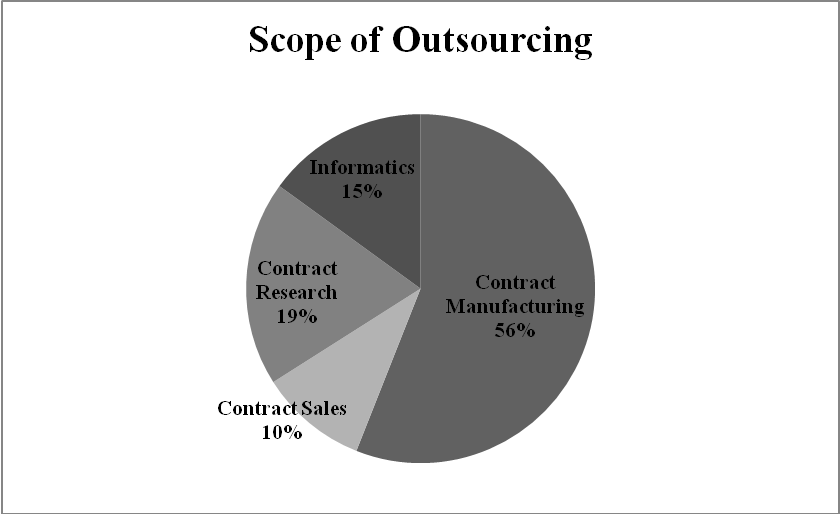 Scope of Outsourcing
Informatics
15%
Contract
Research
19%
Contract
Manufacturing
56%
Contract Sales
10%